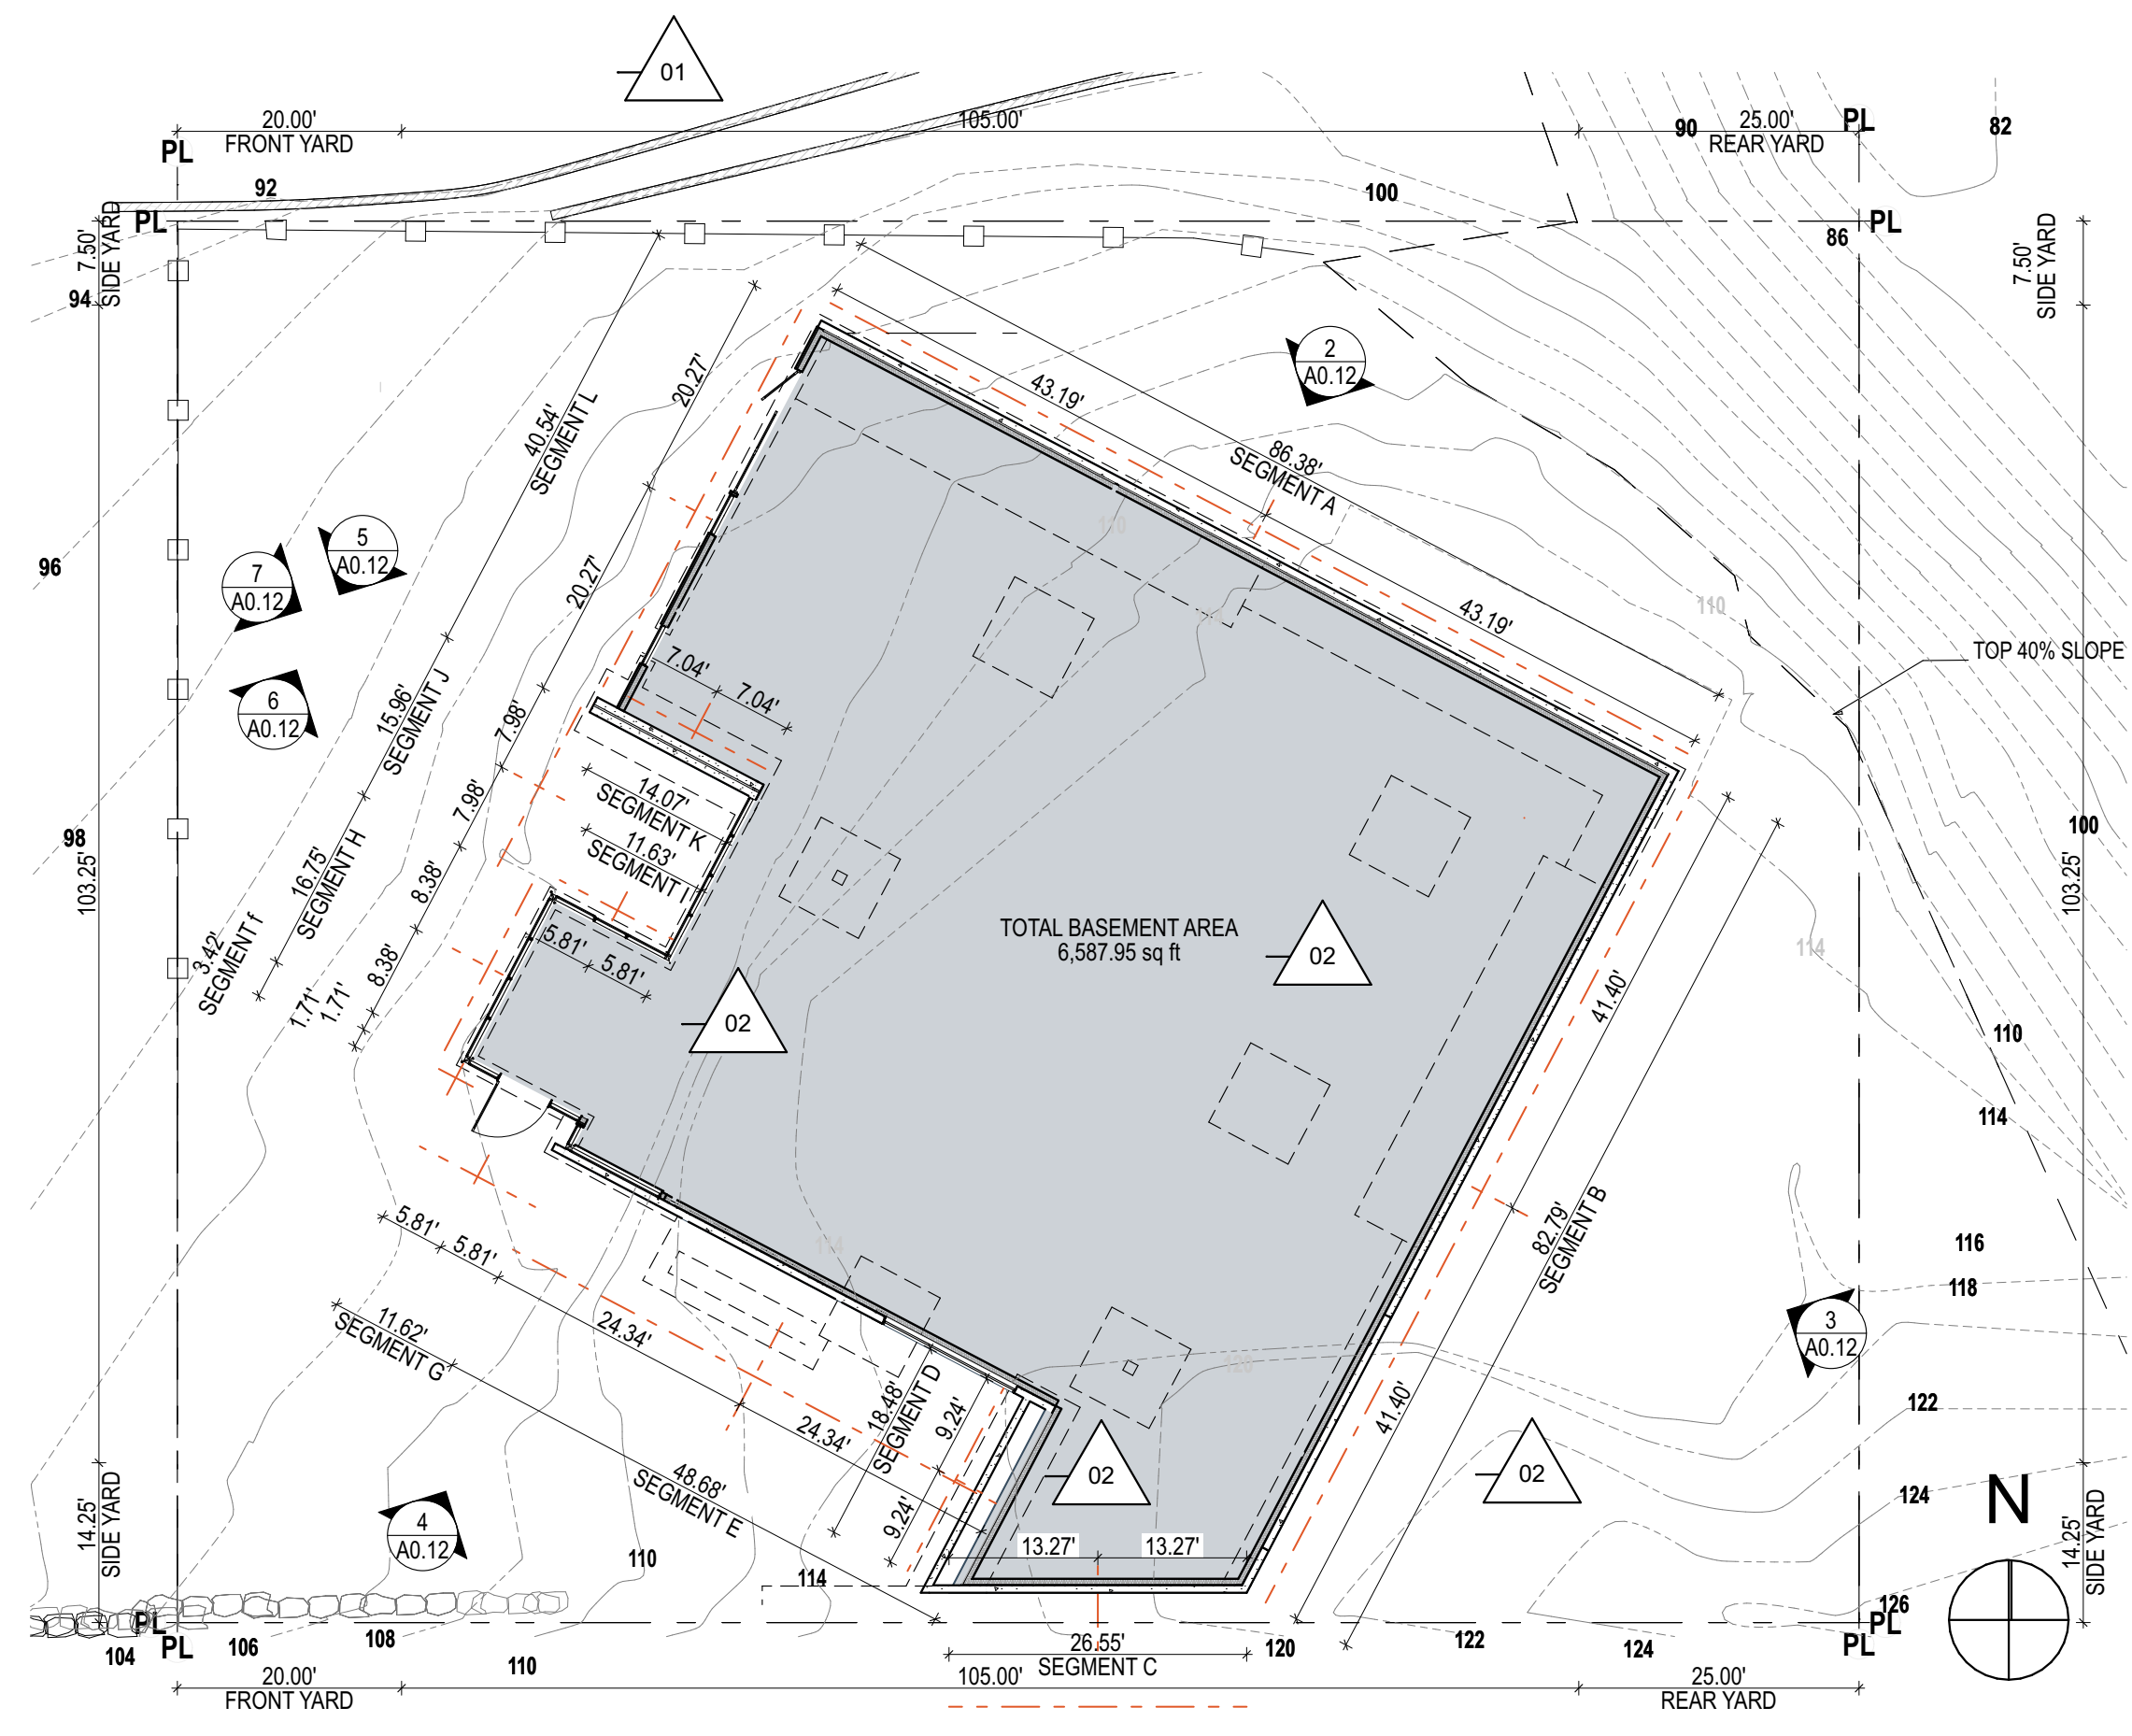 01
20.00'
FRONT YARD
105.00'
25.00'
REAR YARD
PL
PL
90
82
92
100
PL
PL
86
7.50'
SIDE YARD
7.50'
SIDE YARD
94
2
A0.12
43.19'
86.38'
SEGMENT A
43.19'
20.27'
40.54'
SEGMENT L
20.27'
110
110
110
5
A0.12
7
A0.12
96
6
A0.12
TOP 40% SLOPE
7.04'
7.04'
15.96'
SEGMENT J
7.98'
7.98'
14.07'
SEGMENT K
11.63'
SEGMENT I
98
100
103.25'
103.25'
16.75'
SEGMENT H
8.38'
8.38'
3.42'
SEGMENT f
1.71'
1.71'
5.81'
5.81'
TOTAL BASEMENT AREA
6,587.95 sq ft
02
02
114
41.40'
110
114
82.79'
SEGMENT B
116
118
5.81'
5.81'
114
11.62'
SEGMENT G
24.34'
120
3
A0.12
18.48'
SEGMENT D
9.24'
41.40'
122
24.34'
48.68'
SEGMENT E
9.24'
02
02
N
124
14.25'
SIDE YARD
14.25'
SIDE YARD
4
A0.12
13.27'
13.27'
110
114
126
PL
PL
PL
PL
104
106
108
110
26.55'
SEGMENT C
120
122
124
20.00'
FRONT YARD
105.00'
25.00'
REAR YARD